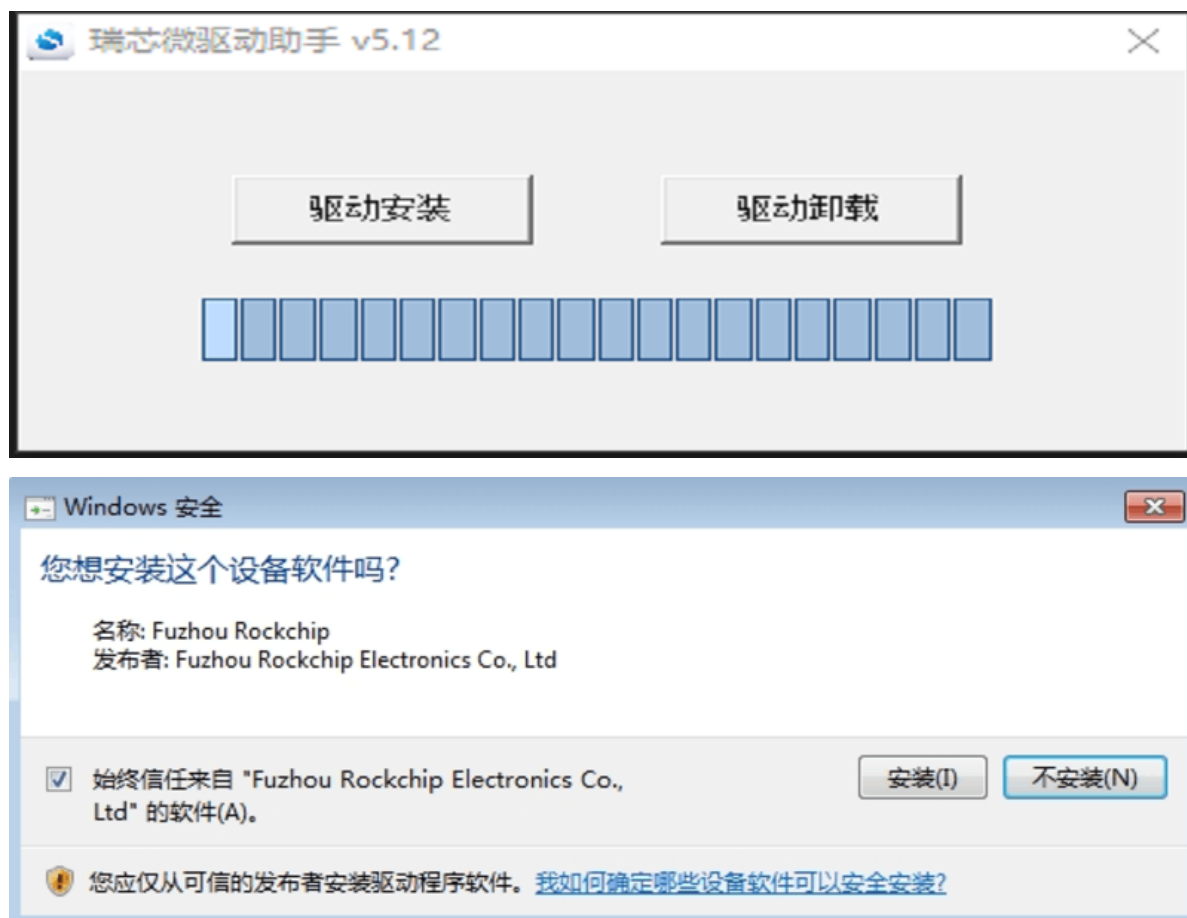 瑞芯微驱动助手 v5.12
驱动安装
驱动卸载
Windows 安全
您想安装这个设备软件吗?
名称: Fuzhou Rockchip
发布者: Fuzhou Rockchip Electronics Co., Ltd
始终信任来自 "Fuzhou Rockchip Electronics Co.,
Ltd" 的软件(A)。
安装(I)
不安装(N)
您应仅从可信的发布者安装驱动程序软件。我如何确定哪些设备软件可以安全安装?